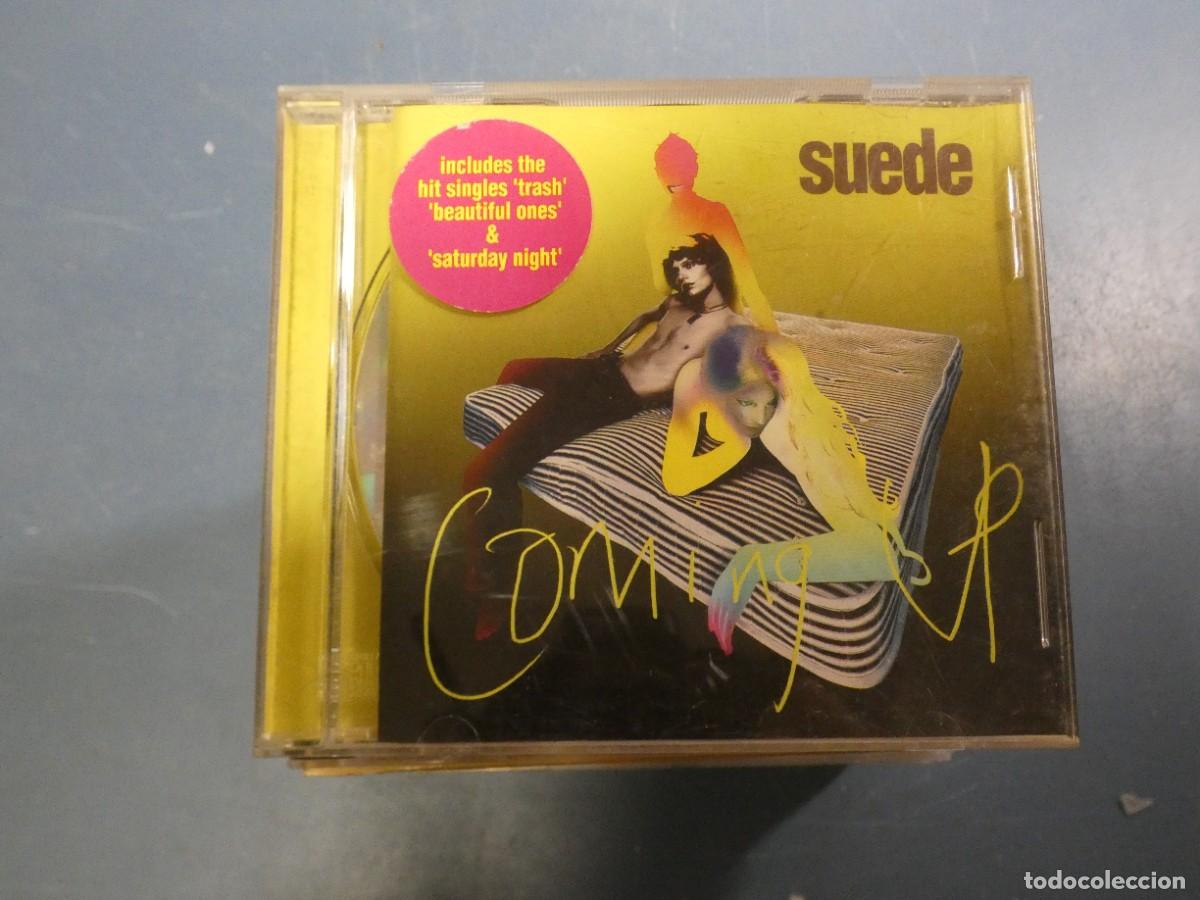 includes the
hit singles 'trash'
'beautiful ones'
&
'saturday night'
suede
Coming UP
todocoleccion